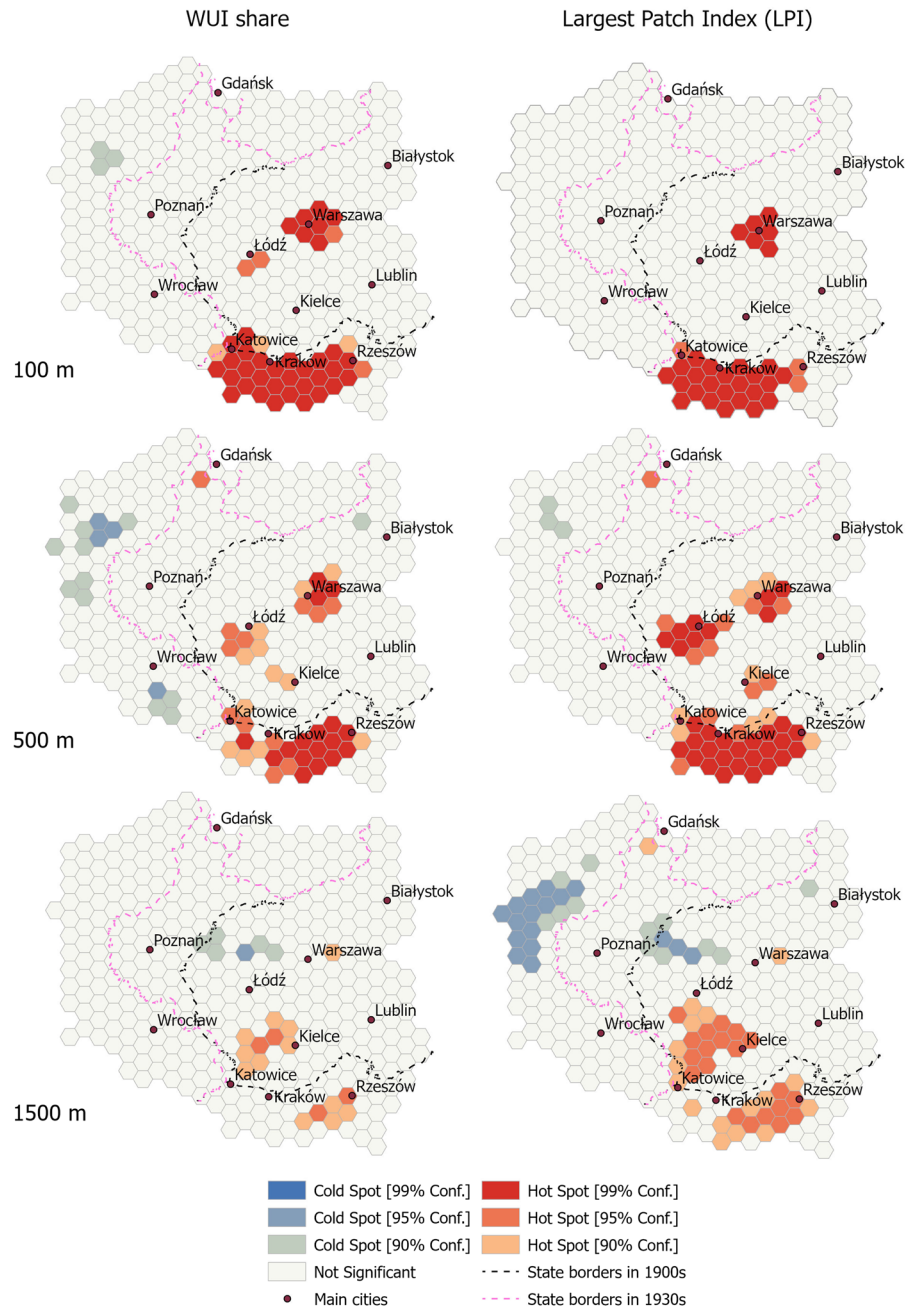 WUI share
Largest Patch Index (LPI)
100 m
Gdańsk
Białystok
Poznań
Warszawa
Łódź
Lublin
Wrocław
Kielce
Katowice
Kraków
Rzeszów
Gdańsk
Białystok
Poznań
Warszawa
Łódź
Lublin
Wrocław
Kielce
Katowice
Kraków
Rzeszów
500 m
Gdańsk
Białystok
Poznań
Warszawa
Łódź
Lublin
Wrocław
Kielce
Katowice
Kraków
Rzeszów
Gdańsk
Białystok
Poznań
Warszawa
Łódź
Lublin
Wrocław
Kielce
Katowice
Kraków
Rzeszów
1500 m
Gdańsk
Białystok
Poznań
Warszawa
Łódź
Lublin
Wrocław
Kielce
Katowice
Kraków
Rzeszów
Gdańsk
Białystok
Poznań
Warszawa
Łódź
Lublin
Wrocław
Kielce
Katowice
Kraków
Rzeszów
Cold Spot [99% Conf.]
Cold Spot [95% Conf.]
Cold Spot [90% Conf.]
Not Significant
Main cities
Hot Spot [99% Conf.]
Hot Spot [95% Conf.]
Hot Spot [90% Conf.]
State borders in 1900s
State borders in 1930s